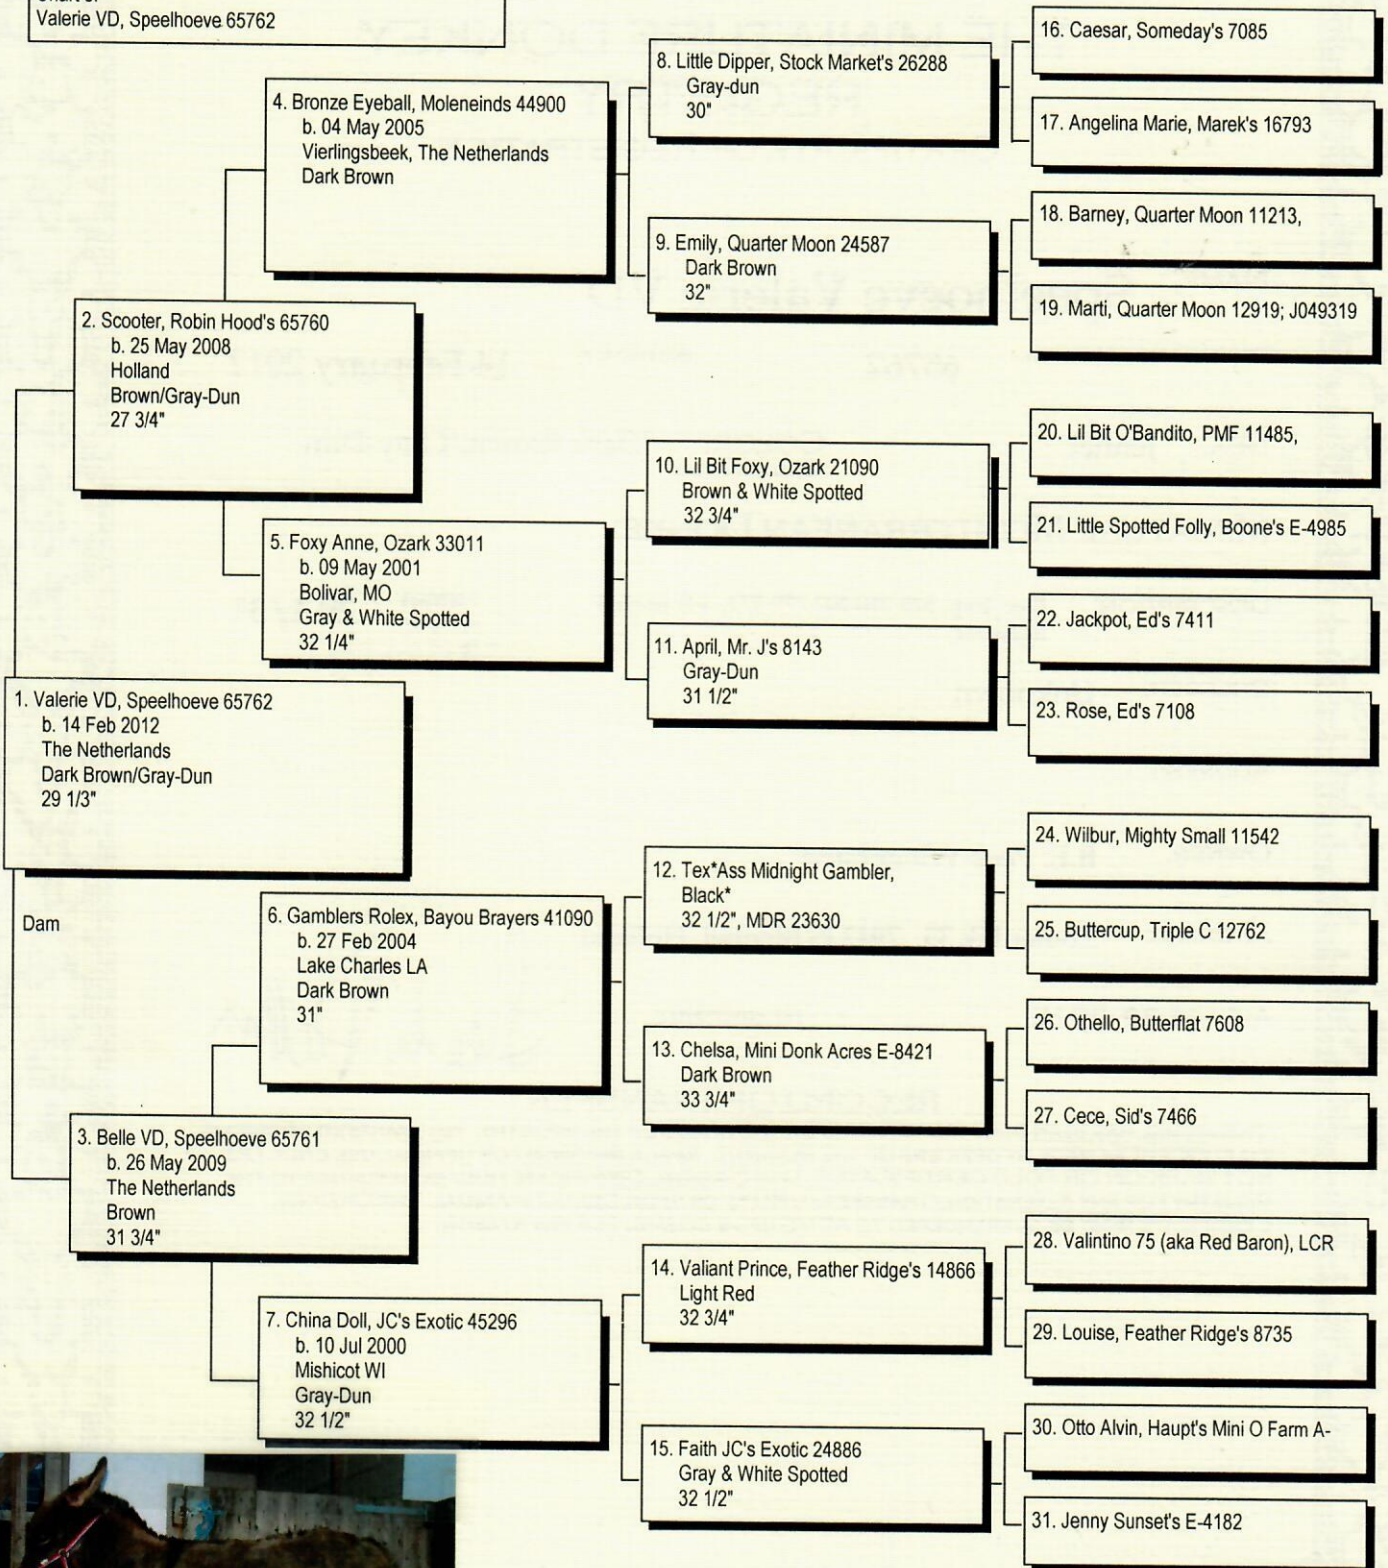 Valerie VD, Speelhoeve 65762
1. Valerie VD, Speelhoeve 65762
b. 14 Feb 2012
The Netherlands
Dark Brown/Gray-Dun
29 1/3"
Dam
2. Scooter, Robin Hood's 65760
b. 25 May 2008
Holland
Brown/Gray-Dun
27 3/4"
3. Belle VD, Speelhoeve 65761
b. 26 May 2009
The Netherlands
Brown
31 3/4"
4. Bronze Eyeball, Moleneinds 44900
b. 04 May 2005
Vierlingsbeek, The Netherlands
Dark Brown
5. Foxy Anne, Ozark 33011
b. 09 May 2001
Bolivar, MO
Gray & White Spotted
32 1/4"
6. Gamblers Rolex, Bayou Brayers 41090
b. 27 Feb 2004
Lake Charles LA
Dark Brown
31"
7. China Doll, JC's Exotic 45296
b. 10 Jul 2000
Mishicot WI
Gray-Dun
32 1/2"
8. Little Dipper, Stock Market's 26288
Gray-dun
30"
9. Emily, Quarter Moon 24587
Dark Brown
32"
10. Lil Bit Foxy, Ozark 21090
Brown & White Spotted
32 3/4"
11. April, Mr. J's 8143
Gray-Dun
31 1/2"
12. Tex*Ass Midnight Gambler,
Black*
32 1/2", MDR 23630
13. Chelsa, Mini Donk Acres E-8421
Dark Brown
33 3/4"
14. Valiant Prince, Feather Ridge's 14866
Light Red
32 3/4"
15. Faith JC's Exotic 24886
Gray & White Spotted
32 1/2"
16. Caesar, Someday's 7085
17. Angelina Marie, Marek's 16793
18. Barney, Quarter Moon 11213,
19. Marti, Quarter Moon 12919; J049319
20. Lil Bit O'Bandito, PMF 11485,
21. Little Spotted Folly, Boone's E-4985
22. Jackpot, Ed's 7411
23. Rose, Ed's 7108
24. Wilbur, Mighty Small 11542
25. Buttercup, Triple C 12762
26. Othello, Butterflat 7608
27. Cece, Sid's 7466
28. Valintino 75 (aka Red Baron), LCR
29. Louise, Feather Ridge's 8735
30. Otto Alvin, Haupt's Mini O Farm A-
31. Jenny Sunset's E-4182